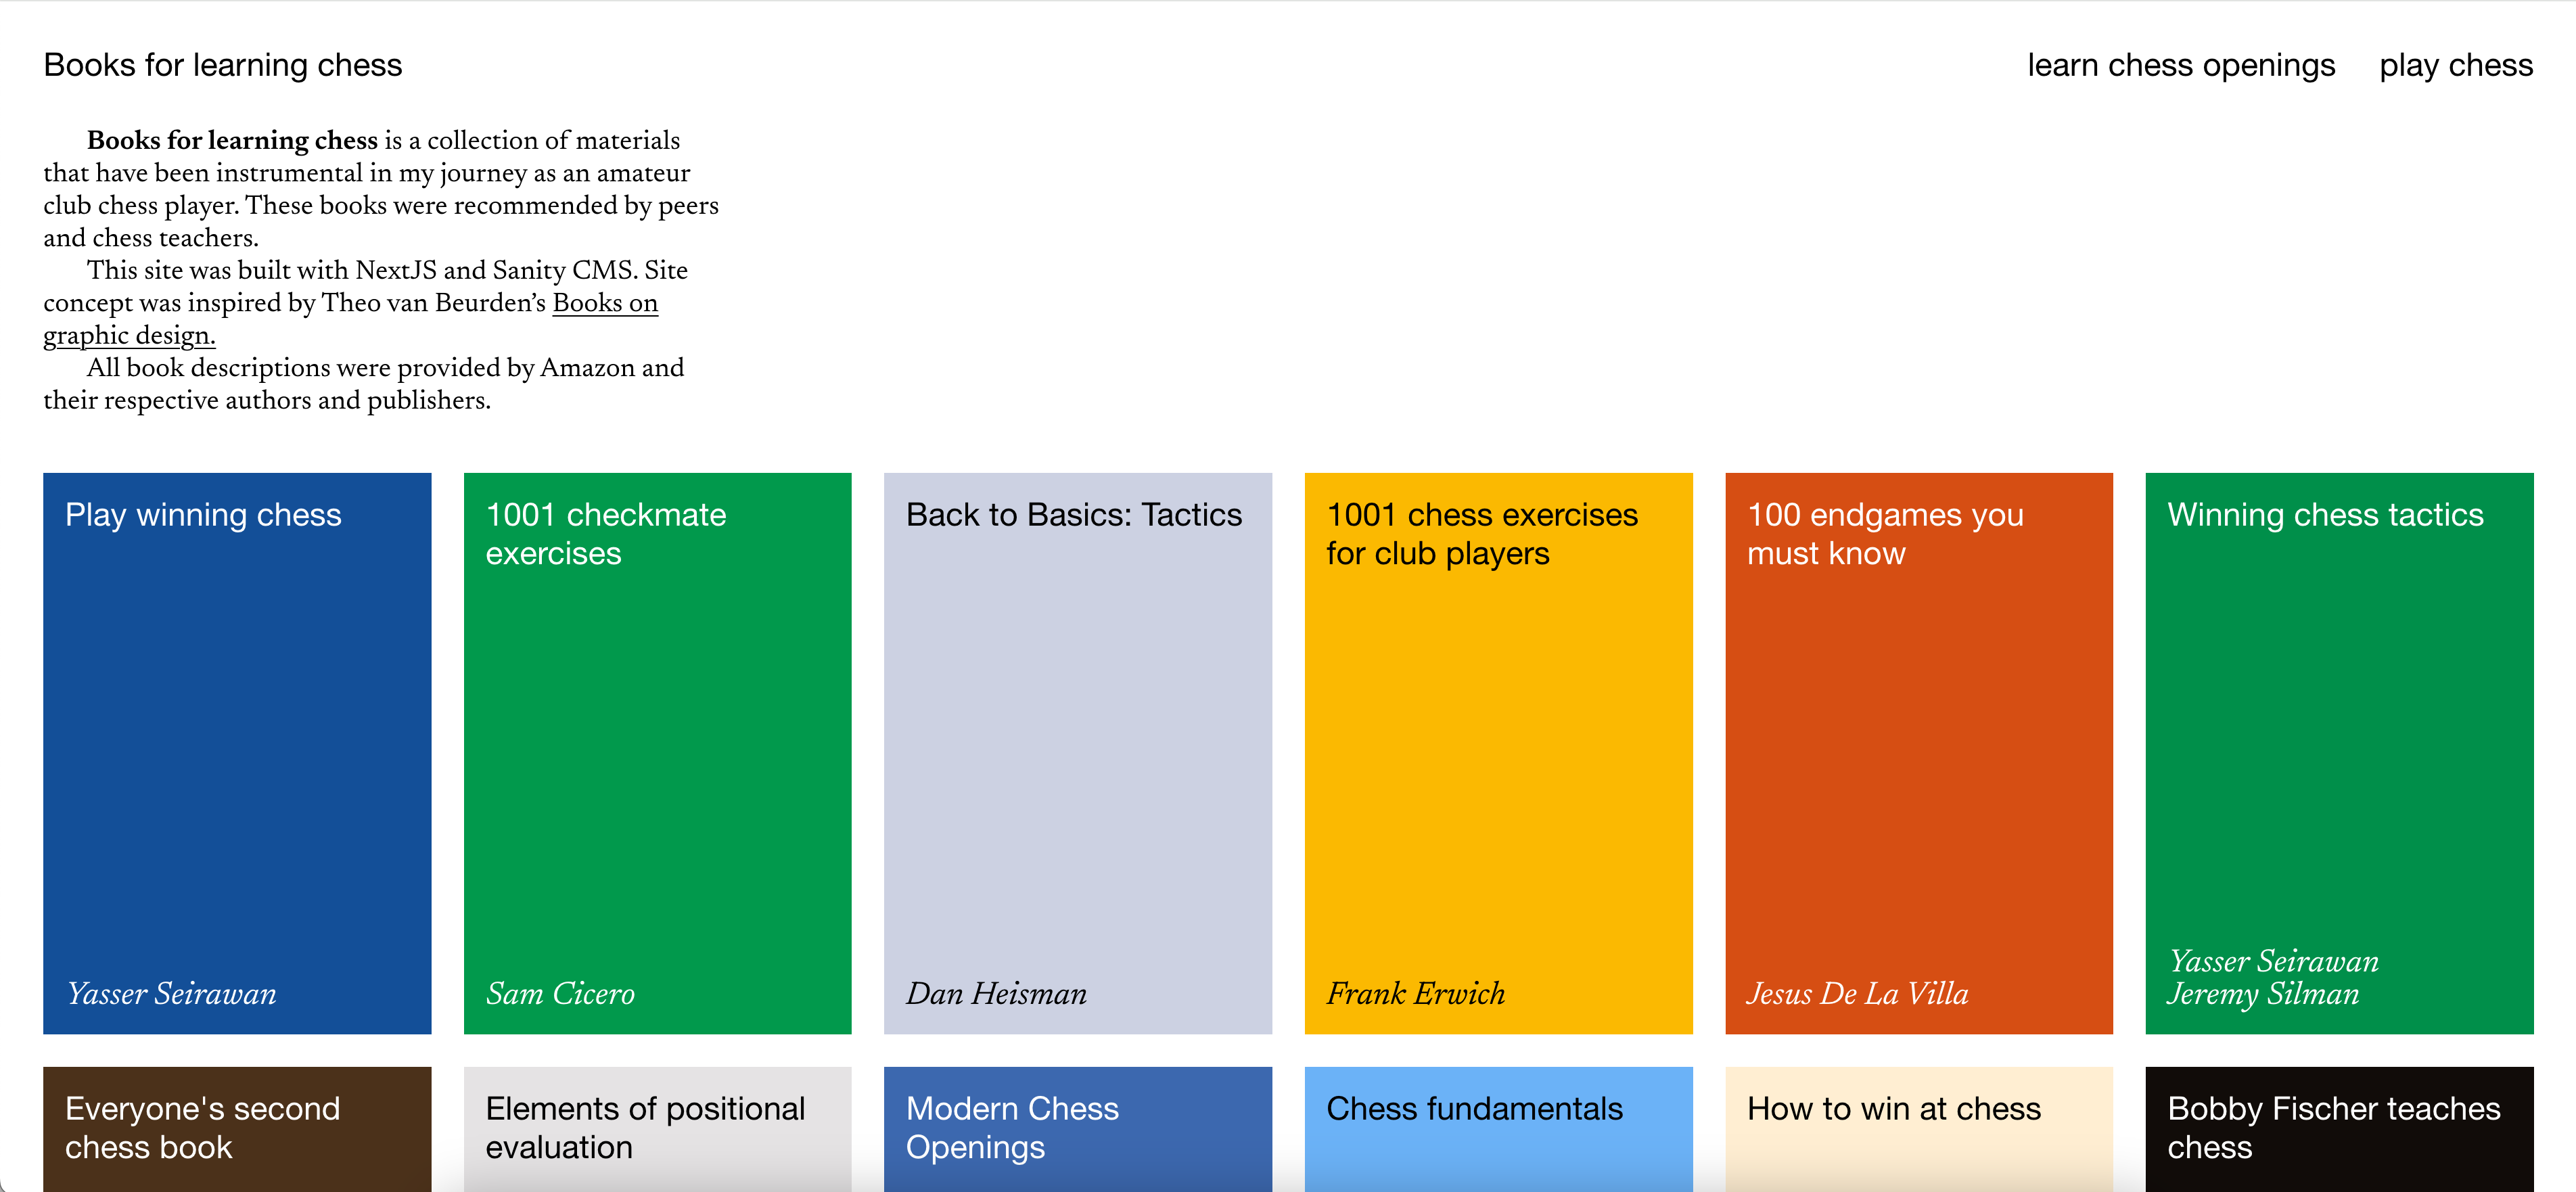 Books for learning chess
learn chess openings
play chess
Books for learning chess is a collection of materials
that have been instrumental in my journey as an amateur
club chess player. These books were recommended by peers
and chess teachers.
This site was built with NextJS and Sanity CMS. Site
concept was inspired by Theo van Beurden’s Books on
graphic design.
All book descriptions were provided by Amazon and
their respective authors and publishers.
Play winning chess
Yasser Seirawan
1001 checkmate
exercises
Sam Cicero
Back to Basics: Tactics
Dan Heisman
1001 chess exercises
for club players
Frank Erwich
100 endgames you
must know
Jesus De La Villa
Winning chess tactics
Yasser Seirawan
Jeremy Silman
Everyone's second
chess book
Elements of positional
evaluation
Modern Chess
Openings
Chess fundamentals
How to win at chess
Bobby Fischer teaches
chess